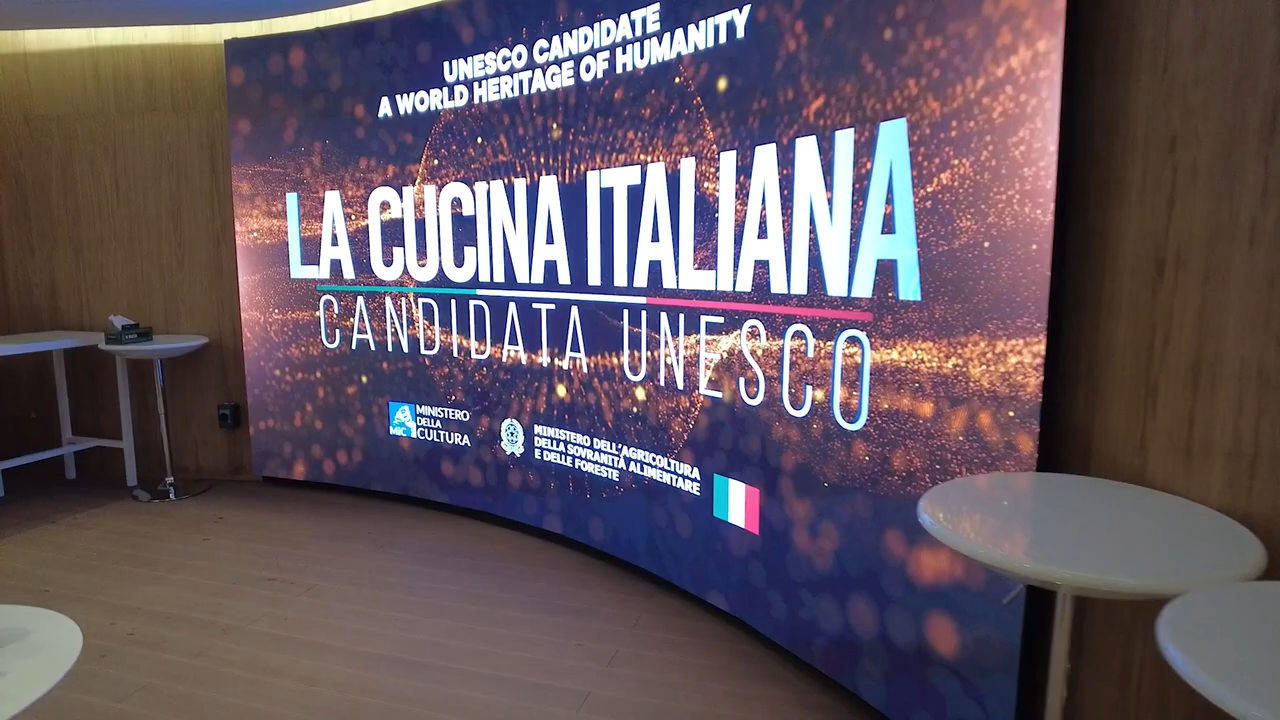 UNESCO CANDIDATE
A WORLD HERITAGE OF HUMANITY
LA CUCINA ITALIANA
CANDIDATA UNESCO
MiC
MINISTERO
DELLA
CULTURA
MINISTERO DELL'AGRICOLTURA
DELLA SOVRANITÀ ALIMENTARE
E DELLE FORESTE